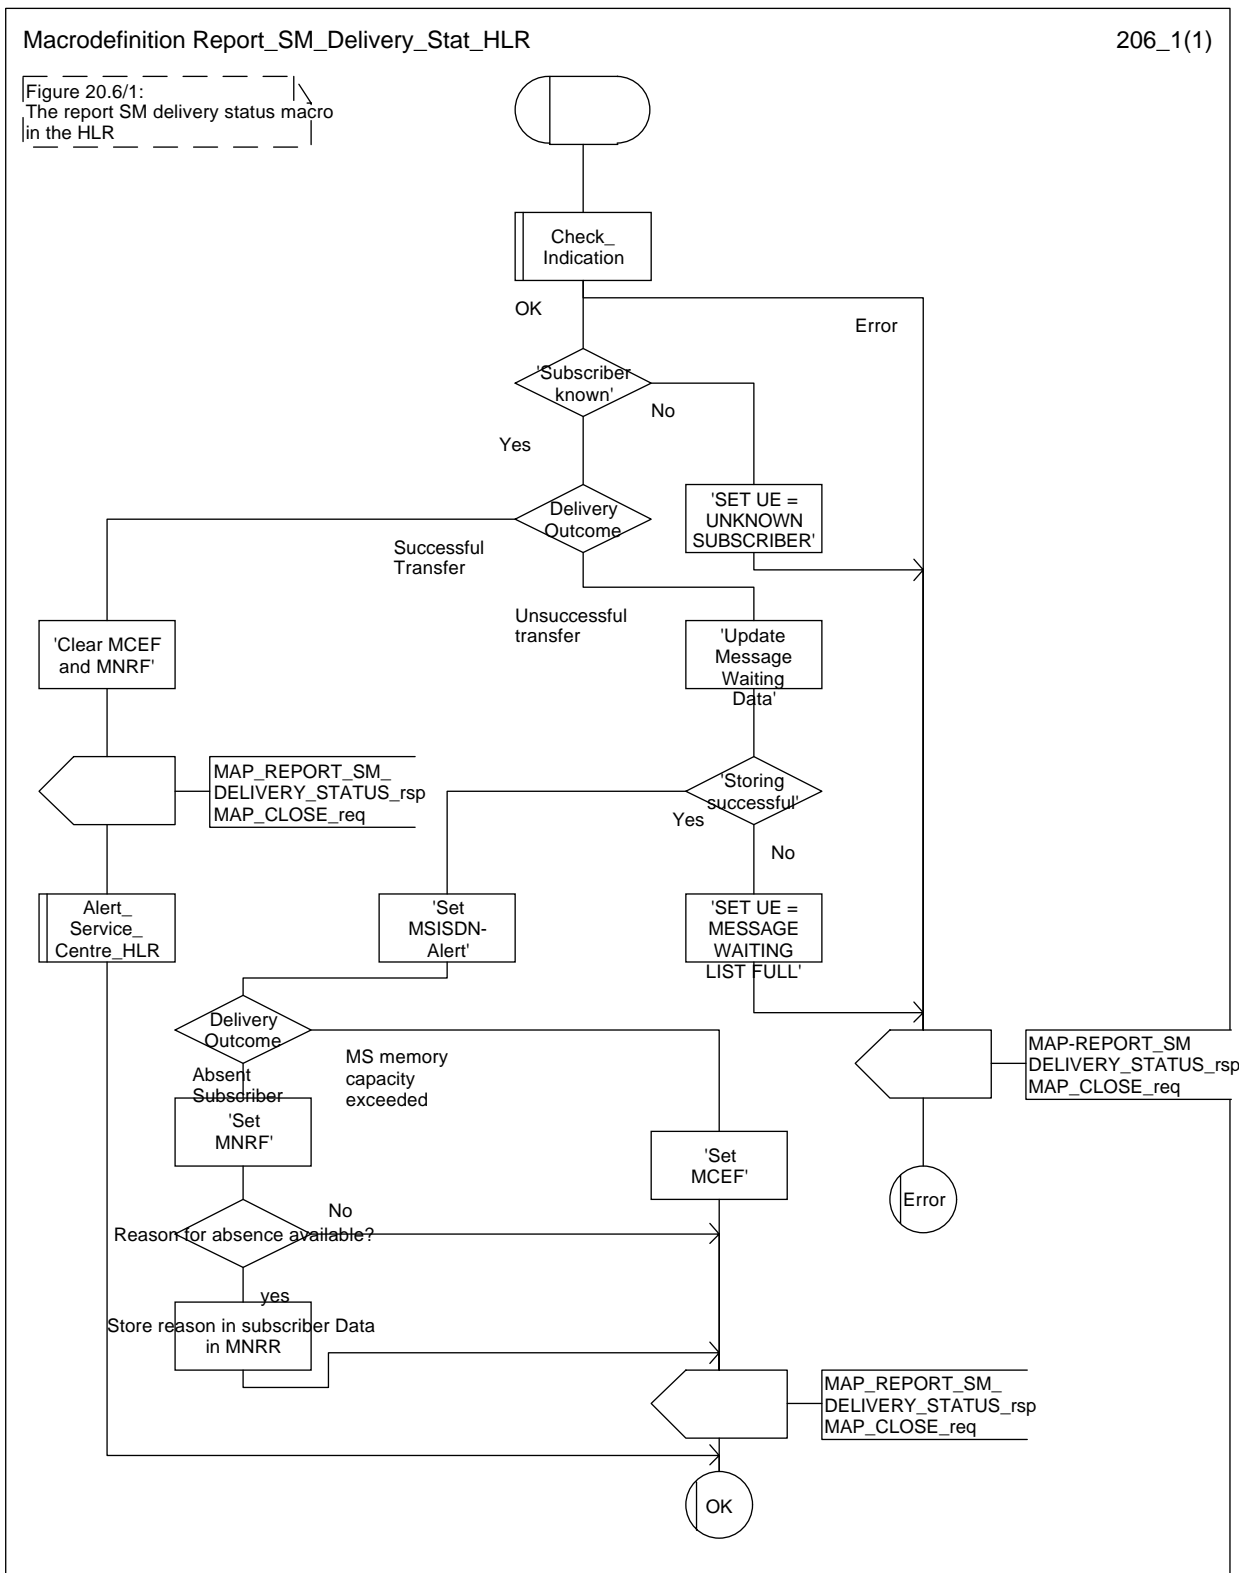 Macrodefinition Report_SM_Delivery_Stat_HLR
206_1(1)
Figure 20.6/1:
The report SM delivery status macro
in the HLR
Check_
Indication
OK
Error
'Subscriber
known'
No
Yes
Delivery
Outcome
'SET UE =
UNKNOWN
SUBSCRIBER'
Successful
Transfer
Unsuccessful
transfer
'Clear MCEF
and MNRF'
'Update
Message
Waiting
Data'
MAP_REPORT_SM_
DELIVERY_STATUS_rsp
MAP_CLOSE_req
'Storing
successful'
Yes
No
Alert_
Service_
Centre_HLR
'Set
MSISDN-
Alert'
'SET UE =
MESSAGE
WAITING
LIST FULL'
Delivery
Outcome
MS memory
capacity
exceeded
Absent
Subscriber
MAP-REPORT_SM
DELIVERY_STATUS_rsp
MAP_CLOSE_req
'Set
MNRF'
'Set
MCEF'
Error
No
Reason for absence available?
yes
Store reason in subscriber Data
in MNRR
MAP_REPORT_SM_
DELIVERY_STATUS_rsp
MAP_CLOSE_req
OK